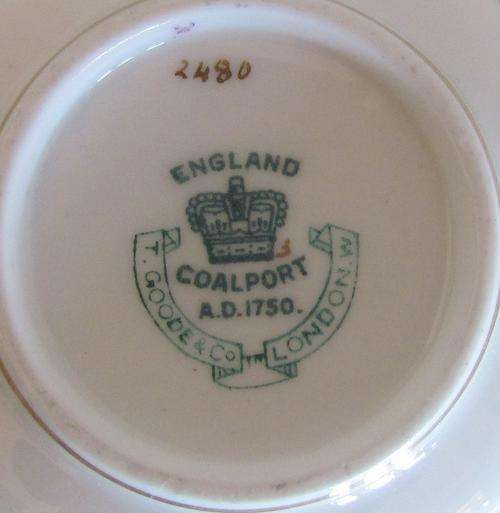 2480
ENGLAND
COALPORT
A.D.1750.
T. GOODE & Co
LONDON. W